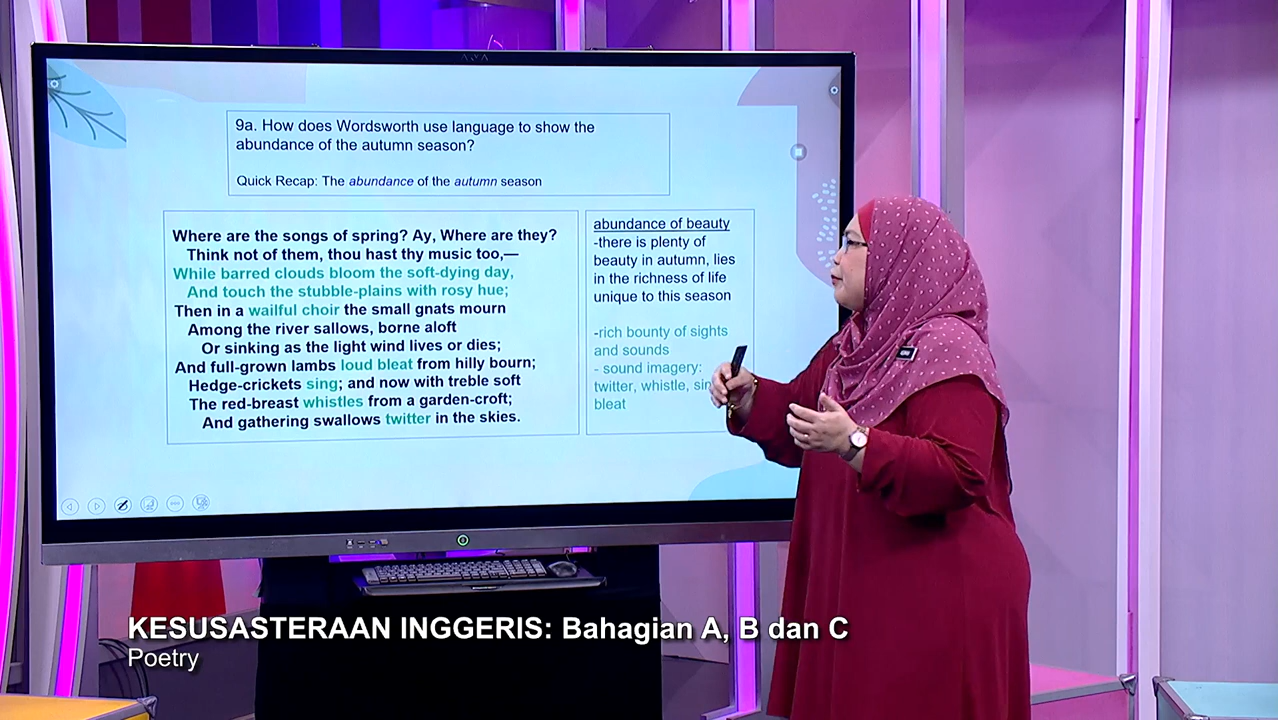 9a. How does Wordsworth use language to show the
abundance of the autumn season?
Quick Recap: The abundance of the autumn season
Where are the songs of spring? Ay, Where are they?
Think not of them, thou hast thy music too,—
While barred clouds bloom the soft-dying day,
And touch the stubble-plains with rosy hue;
Then in a wailful choir the small gnats mourn
Among the river sallows, borne aloft
Or sinking as the light wind lives or dies;
And full-grown lambs loud bleat from hilly bourn;
Hedge-crickets sing; and now with treble soft
The red-breast whistles from a garden-croft;
And gathering swallows twitter in the skies.
abundance of beauty
-there is plenty of
beauty in autumn, lies
in the richness of life
unique to this season
-rich bounty of sights
and sounds
- sound imagery:
twitter, whistle,
bleat
KESUSASTERAAN INGGERIS: Bahagian A, B dan C
Poetry